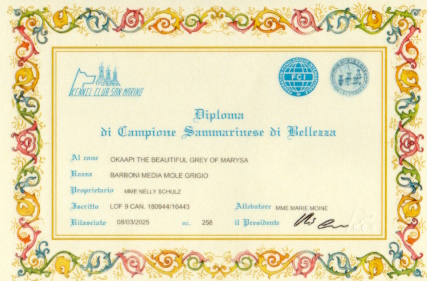 KENNEL CLUB SAN MARINO
FCI
Diploma
di Campione Sammarinese di Bellezza
Al cane OKAAPI THE BEAUTIFUL GREY OF MARYSA
Razza BARBONI MEDIA MOLE GRIGIO
Proprietario MME NELLY SCHULZ
Iscritto LOF 9 CAN. 180944/16443 Allevatore MME MARIE MOINE
Rilasciato 08/03/2025 nr. 258 il Presidente